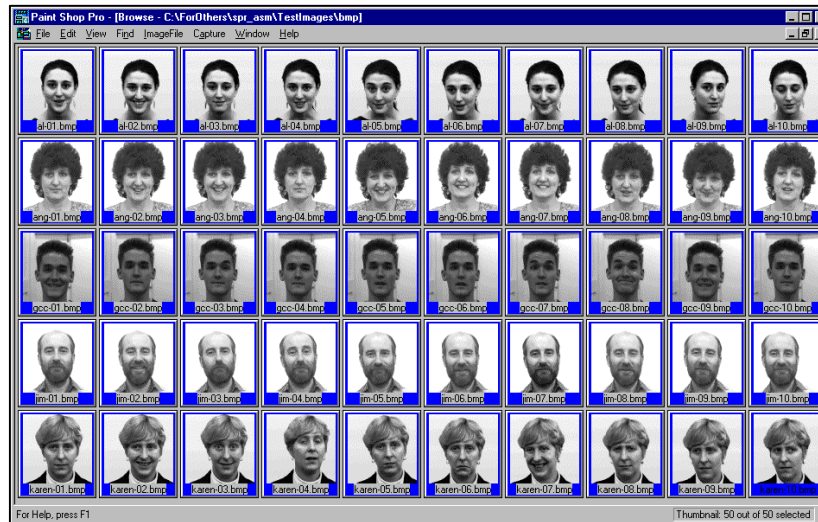 Paint Shop Pro - [Browse - C:\ForOthers\spr_asm\TestImages\bmp]
File Edit View Find ImageFile Capture Window Help
al-01.bmp al-02.bmp al-03.bmp al-04.bmp al-05.bmp al-06.bmp al-07.bmp al-08.bmp al-09.bmp al-10.bmp
ang-01.bmp ang-02.bmp ang-03.bmp ang-04.bmp ang-05.bmp ang-06.bmp ang-07.bmp ang-08.bmp ang-09.bmp ang-10.bmp
gcc-01.bmp gcc-02.bmp gcc-03.bmp gcc-04.bmp gcc-05.bmp gcc-06.bmp gcc-07.bmp gcc-08.bmp gcc-09.bmp gcc-10.bmp
jim-01.bmp jim-02.bmp jim-03.bmp jim-04.bmp jim-05.bmp jim-06.bmp jim-07.bmp jim-08.bmp jim-09.bmp jim-10.bmp
karen-01.bmp karen-02.bmp karen-03.bmp karen-04.bmp karen-05.bmp karen-06.bmp karen-07.bmp karen-08.bmp karen-09.bmp karen-10.bmp
For Help, press F1 Thumbnail: 50 out of 50 selected